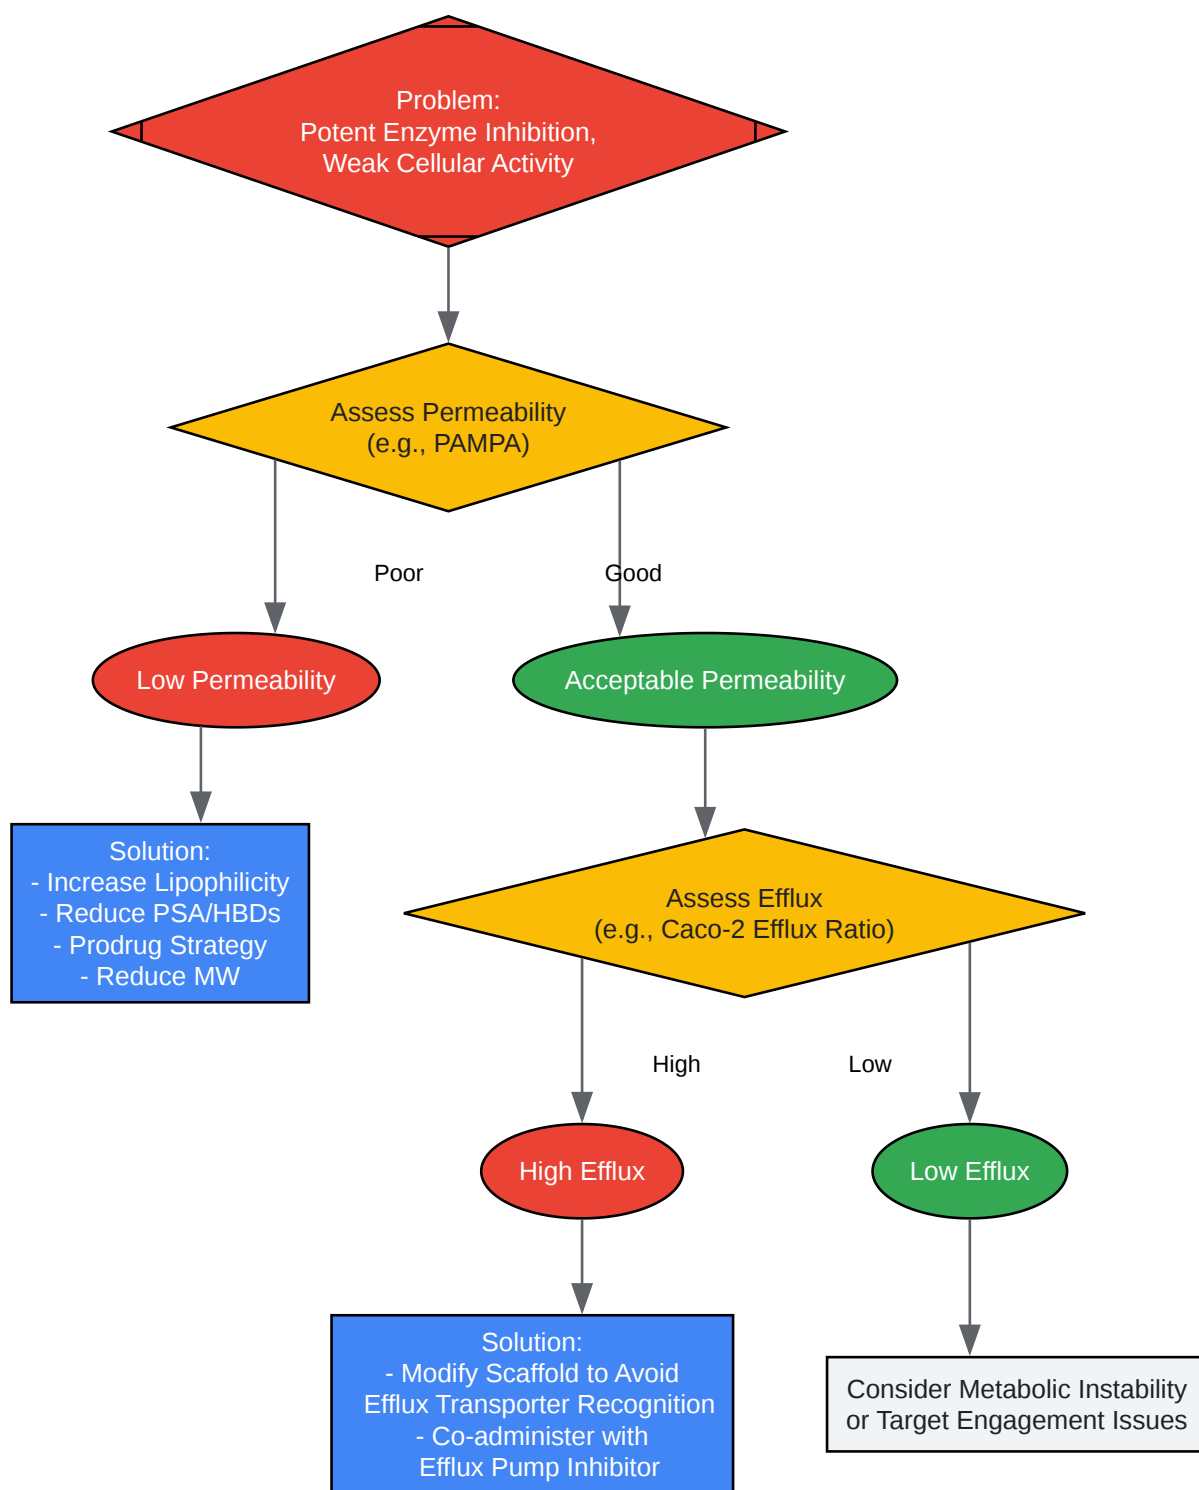 Problem:
Potent Enzyme Inhibition,
Weak Cellular Activity
Assess Permeability
(e.g., PAMPA)
Poor
Good
Low Permeability
Acceptable Permeability
Solution:
- Increase Lipophilicity
- Reduce PSA/HBDs
- Prodrug Strategy
- Reduce MW
Assess Efflux
(e.g., Caco-2 Efflux Ratio)
High
Low
High Efflux
Low Efflux
Solution:
- Modify Scaffold to Avoid
Efflux Transporter Recognition
- Co-administer with
Efflux Pump Inhibitor
Consider Metabolic Instability
or Target Engagement Issues